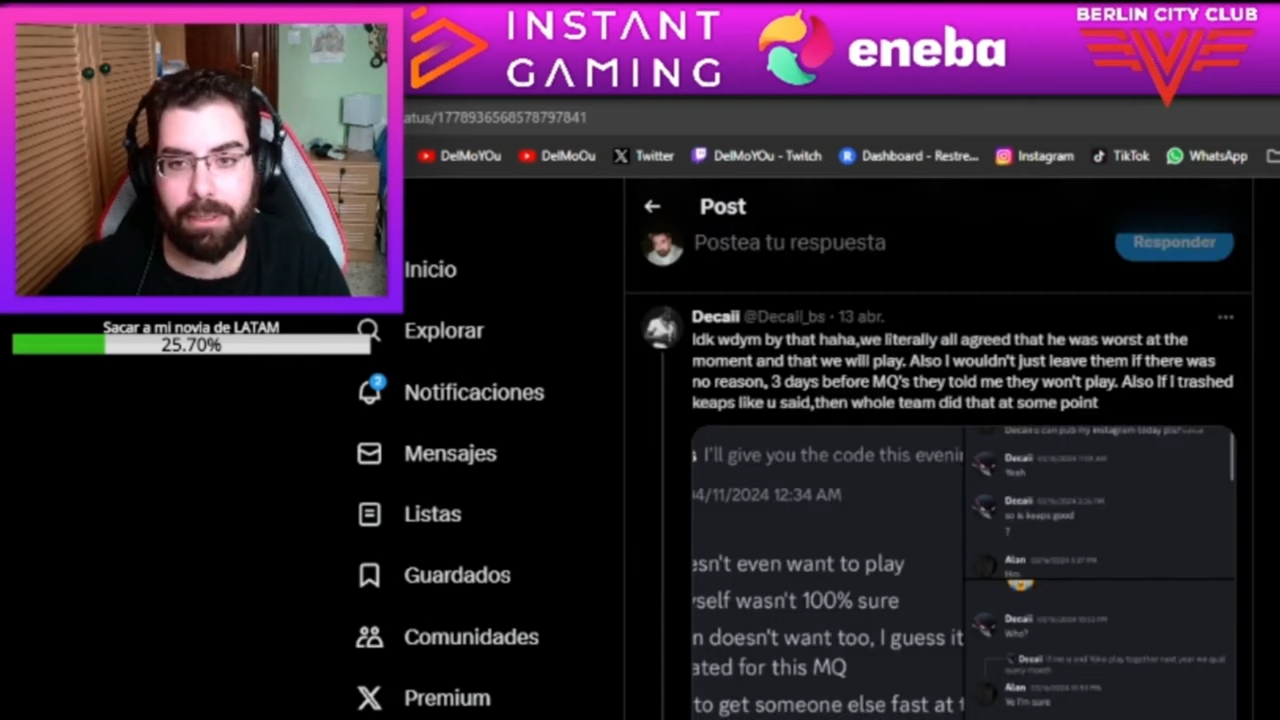 INSTANT
GAMING
eneba
BERLIN CITY CLUB
atus/1778936568578797841
DelMoYOu
DelMoOu
Twitter
DelMoYOu - Twitch
Dashboard - Restre...
Instagram
TikTok
WhatsApp
Sacar a mi novia de LATAM
25.70%
Inicio
Explorar
2
Notificaciones
Mensajes
Listas
Guardados
Comunidades
Premium
Post
Postea tu respuesta
Responder
Decaii @Decaii_bs · 13 abr.
Idk wdym by that haha,we literally all agreed that he was worst at the
moment and that we will play. Also I wouldn't just leave them if there was
no reason, 3 days before MQ's they told me they won't play. Also If I trashed
keaps like u said,then whole team did that at some point
I'll give you the code this evenin
4/11/2024 12:34 AM
esn't even want to play
yself wasn't 100% sure
n doesn't want too, I guess it
ated for this MQ
to get someone else fast at t
Decaii
Yeah
Decaii
so is keaps good
?
Alan
Hm
Decaii
Who?
Decaii
Alan
Ye I'm sure